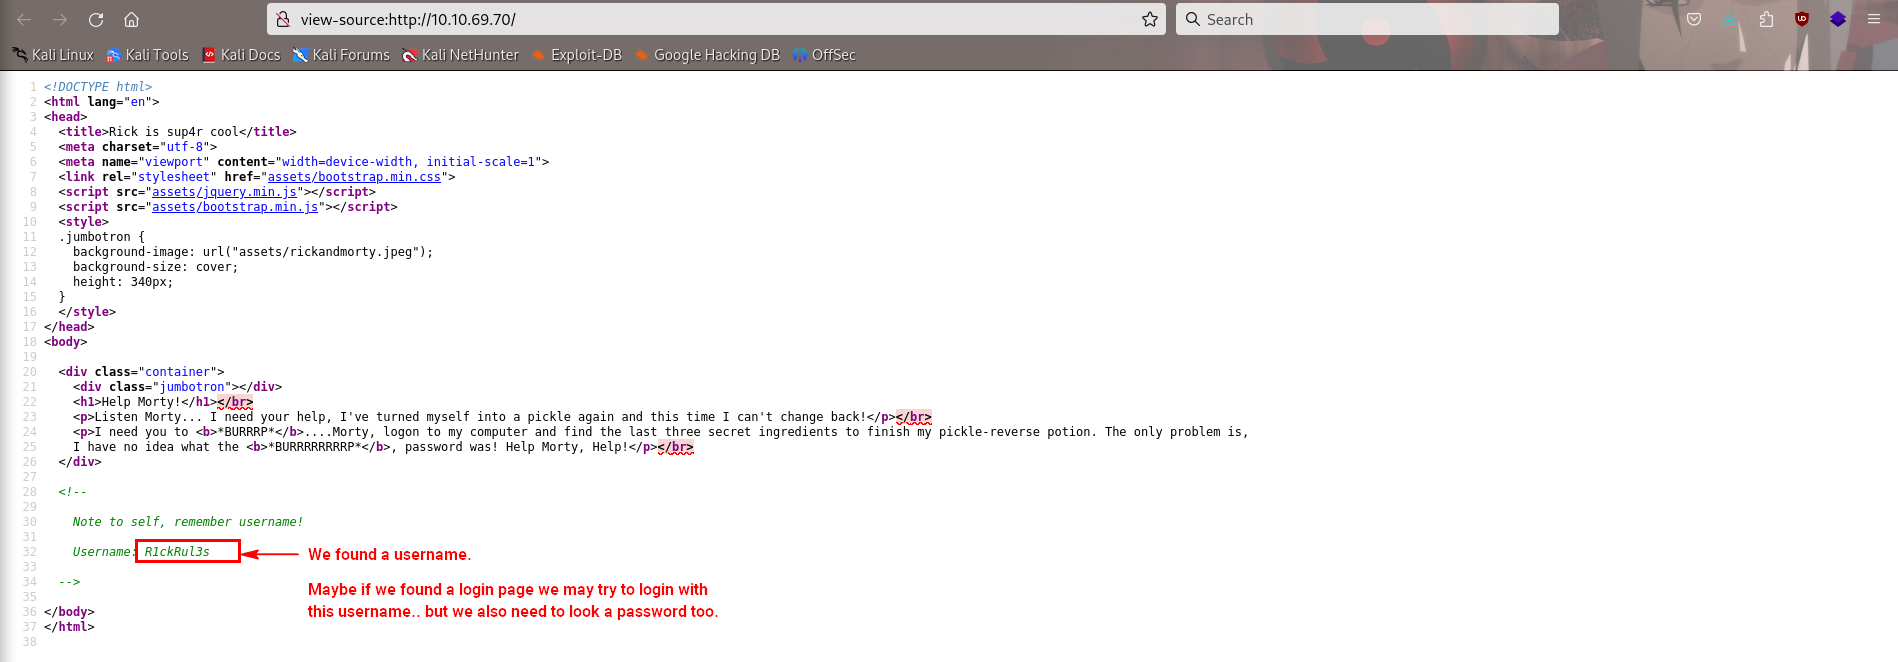 view-source:http://10.10.69.70/
Search
Kali Linux Kali Tools Kali Docs Kali Forums Kali NetHunter Exploit-DB Google Hacking DB OffSec
1 <!DOCTYPE html>
2 <html lang="en">
3 <head>
4 <title>Rick is sup4r cool</title>
5 <meta charset="utf-8">
6 <meta name="viewport" content="width=device-width, initial-scale=1">
7 <link rel="stylesheet" href="assets/bootstrap.min.css">
8 <script src="assets/jquery.min.js"></script>
9 <script src="assets/bootstrap.min.js"></script>
10 <style>
11 .jumbotron {
12 background-image: url("assets/rickandmorty.jpeg");
13 background-size: cover;
14 height: 340px;
15 }
16 </style>
17 </head>
18 <body>
19
20 <div class="container">
21 <div class="jumbotron"></div>
22 <h1>Help Morty!</h1></br>
23 <p>Listen Morty... I need your help, I've turned myself into a pickle again and this time I can't change back!</p></br>
24 <p>I need you to <b>*BURRRP*</b>....Morty, logon to my computer and find the last three secret ingredients to finish my pickle-reverse potion. The only problem is,
25 I have no idea what the <b>*BURRRRRRRRP*</b>, password was! Help Morty, Help!</p></br>
26 </div>
27
28 <!--
29
30 Note to self, remember username!
31
32 Username: R1ckRul3s
33
34 -->
35
36 </body>
37 </html>
38
We found a username.
Maybe if we found a login page we may try to login with
this username.. but we also need to look a password too.